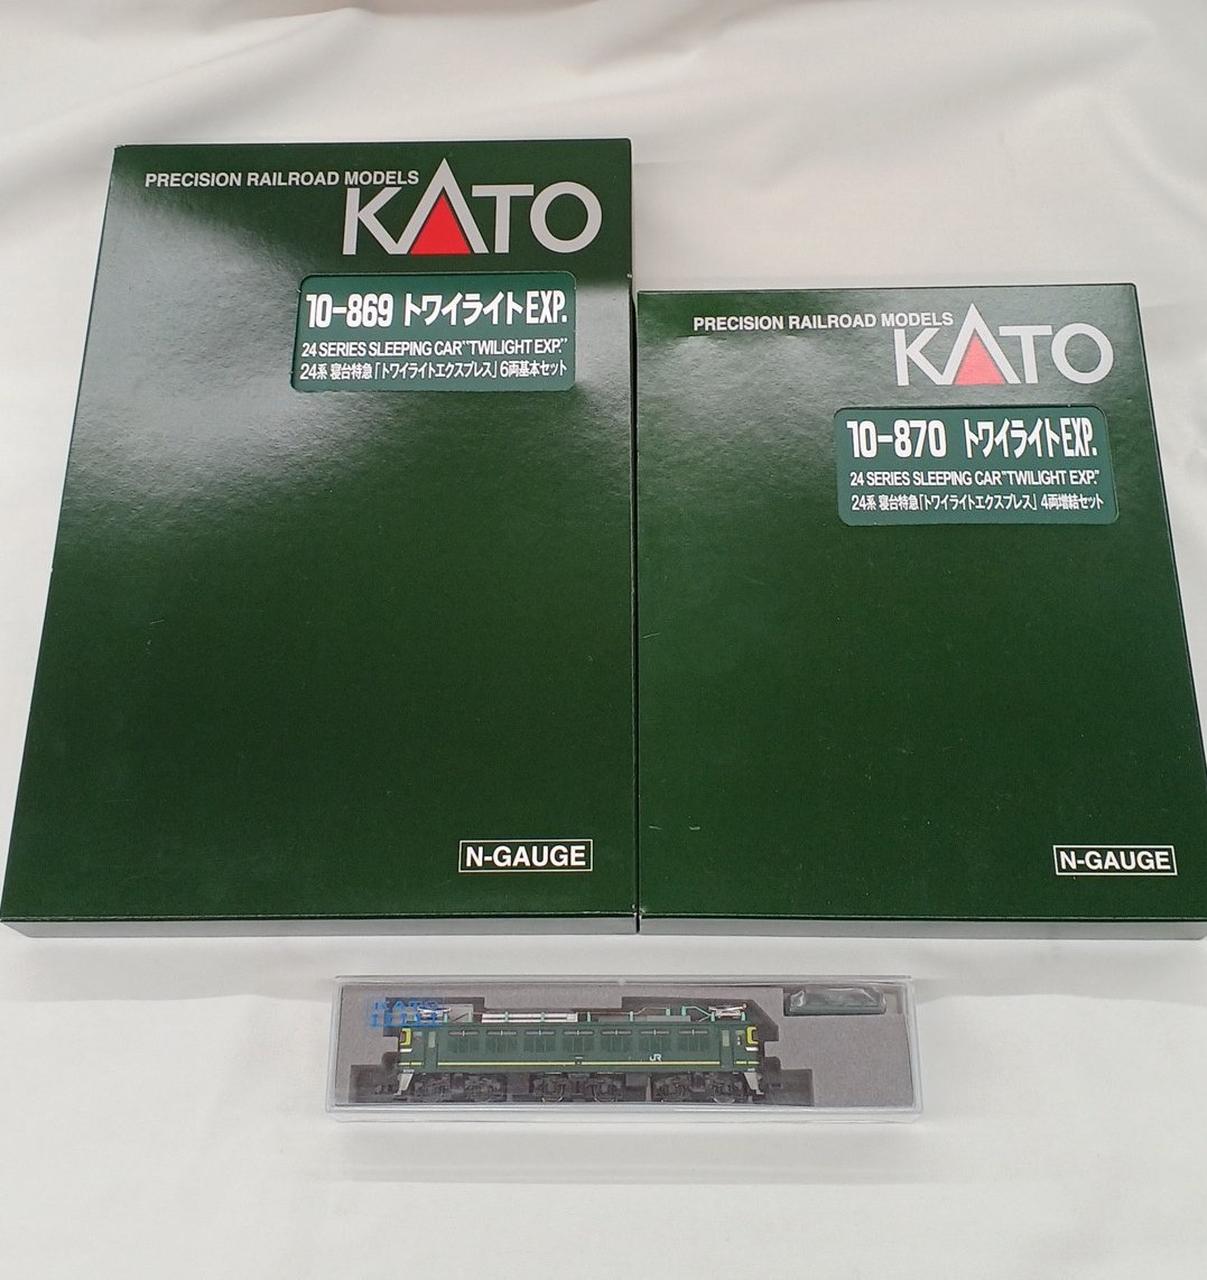 PRECISION RAILROAD MODELS
KATO
10-869 トワイライトEXP.
24 SERIES SLEEPING CAR "TWILIGHT EXP."
24系 寝台特急「トワイライトエクスプレス」6両基本セット
N-GAUGE
PRECISION RAILROAD MODELS
KATO
10-870 トワイライトEXP.
24 SERIES SLEEPING CAR "TWILIGHT EXP."
24系 寝台特急「トワイライトエクスプレス」4両増結セット
N-GAUGE
KATO
JR